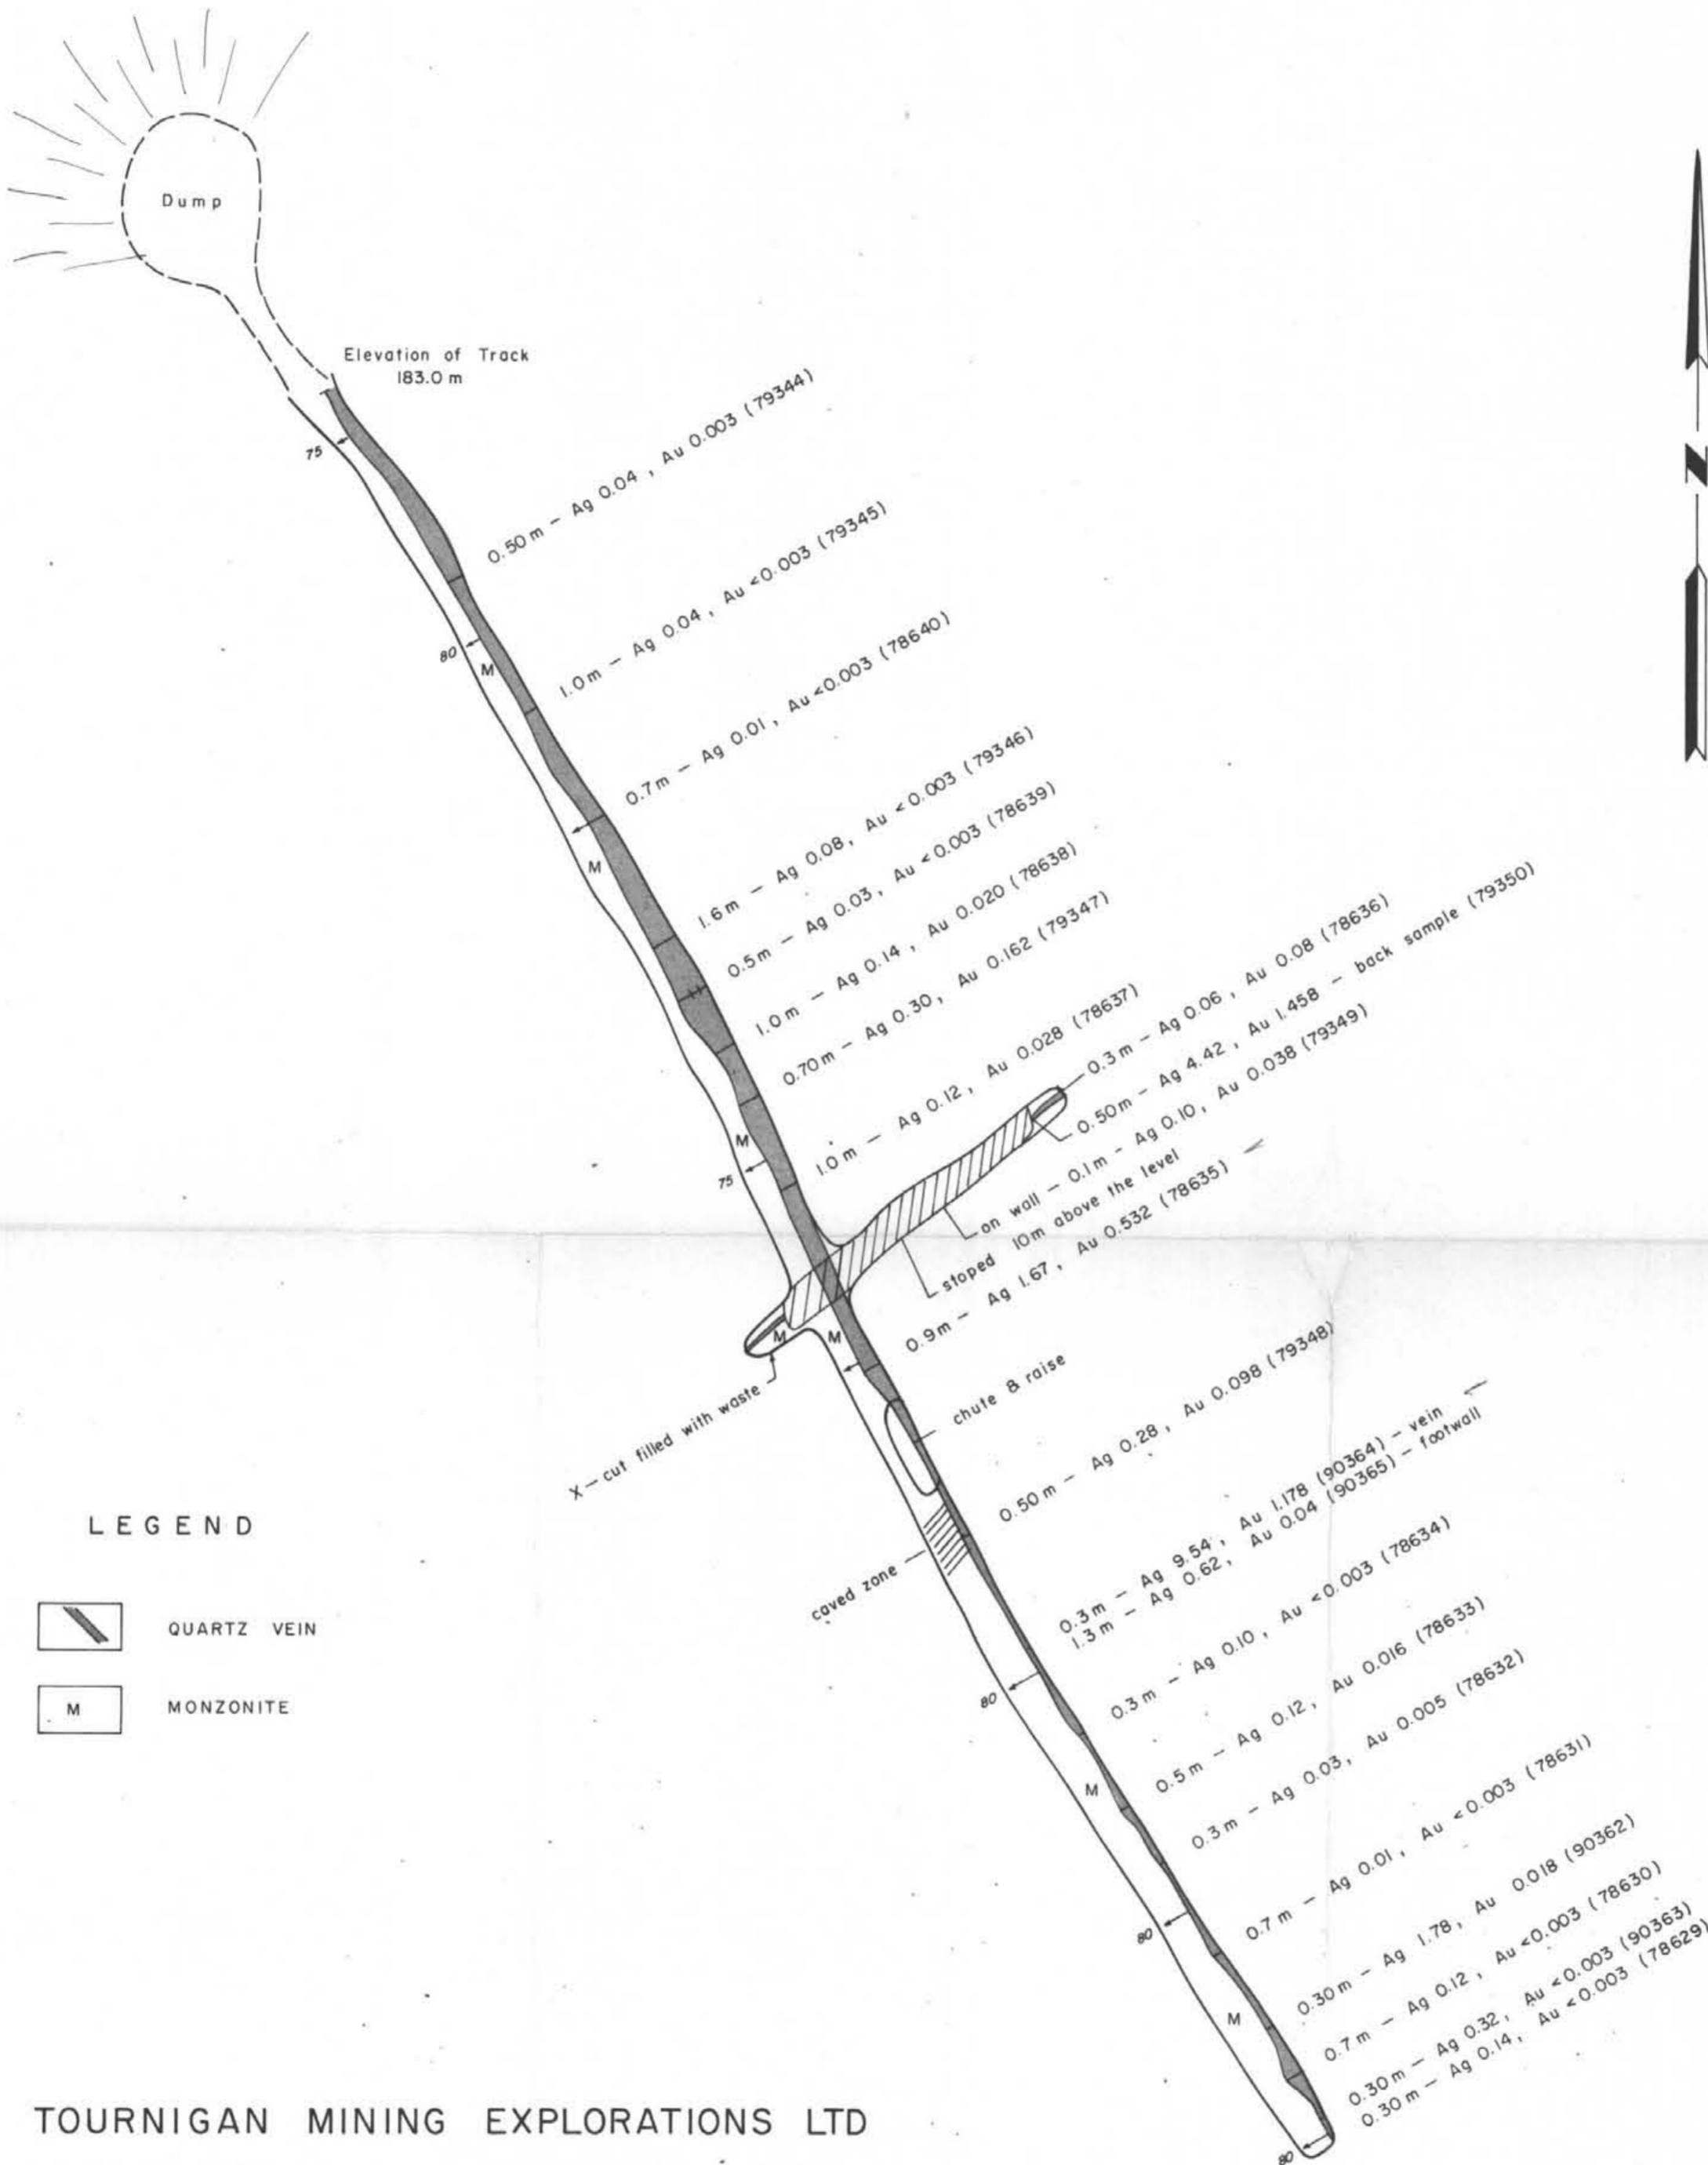 Dump
Elevation of Track
183.0 m
75
0.50 m - Ag 0.04 , Au 0.003 (79344)
80
M
1.0 m - Ag 0.04 , Au <0.003 (79345)
0.7 m - Ag 0.01 , Au <0.003 (78640)
N
M
1.6 m - Ag 0.08, Au <0.003 (79346)
0.5 m - Ag 0.03, Au <0.003 (78639)
1.0 m - Ag 0.14 , Au 0.020 (78638)
0.70 m - Ag 0.30, Au 0.162 (79347)
M
75
1.0 m - Ag 0.12, Au 0.028 (78637)
0.3 m - Ag 0.06 , Au 0.08 (78636)
0.50 m - Ag 4.42 , Au 1.458 - back sample (79350)
on wall - 0.1 m - Ag 0.10, Au 0.038 (79349)
stoped 10m above the level
0.9 m - Ag 1.67, Au 0.532 (78635)
M
M
X-cut filled with waste
chute & raise
0.50 m - Ag 0.28 , Au 0.098 (79348)
caved zone
0.3 m - Ag 9.54 , Au 1.178 (90364) - vein
1.3 m - Ag 0.62, Au 0.04 (90365) - footwall
80
0.3 m - Ag 0.10, Au <0.003 (78634)
0.5 m - Ag 0.12, Au 0.016 (78633)
M
0.3 m - Ag 0.03, Au 0.005 (78632)
80
0.7 m - Ag 0.01, Au <0.003 (78631)
M
0.30 m - Ag 1.78, Au 0.018 (90362)
0.7 m - Ag 0.12, Au <0.003 (78630)
0.30 m - Ag 0.32, Au <0.003 (90363)
0.30 m - Ag 0.14, Au <0.003 (78629)
80
LEGEND
QUARTZ VEIN
M
MONZONITE
TOURNIGAN MINING EXPLORATIONS LTD